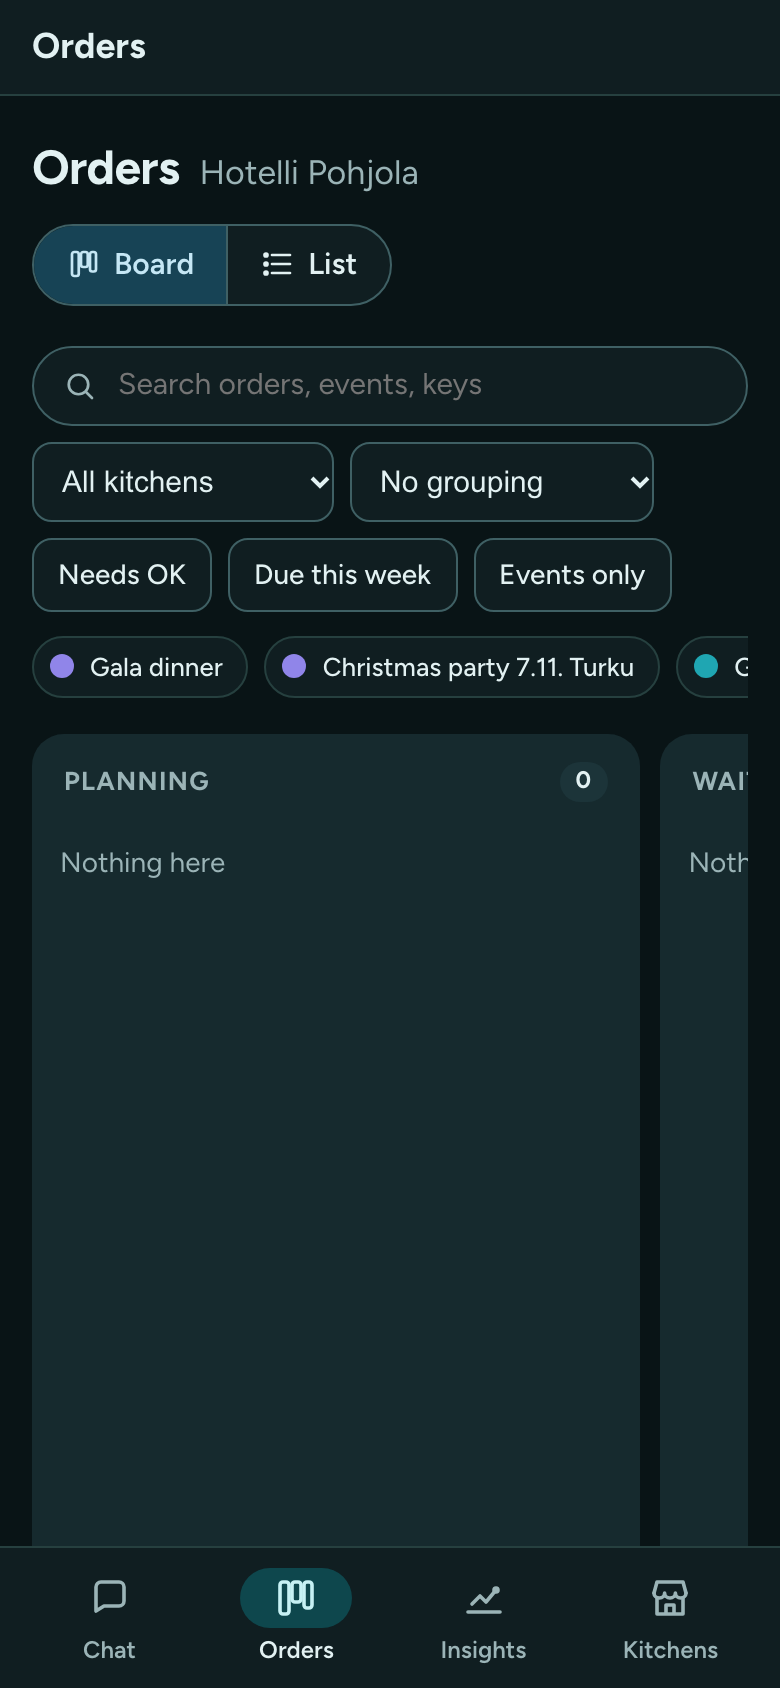 Orders
Orders Hotelli Pohjola
Board List
Search orders, events, keys
All kitchens No grouping
Needs OK Due this week Events only
Gala dinner Christmas party 7.11. Turku
PLANNING 0
Nothing here
Chat Orders Insights Kitchens